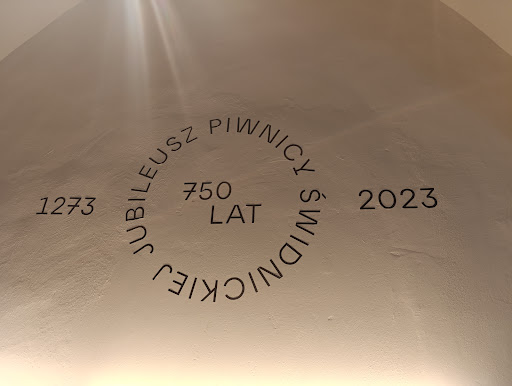 1273
JUBILEUSZ PIWNICY ŚWIDNICKIEJ
750
LAT
2023